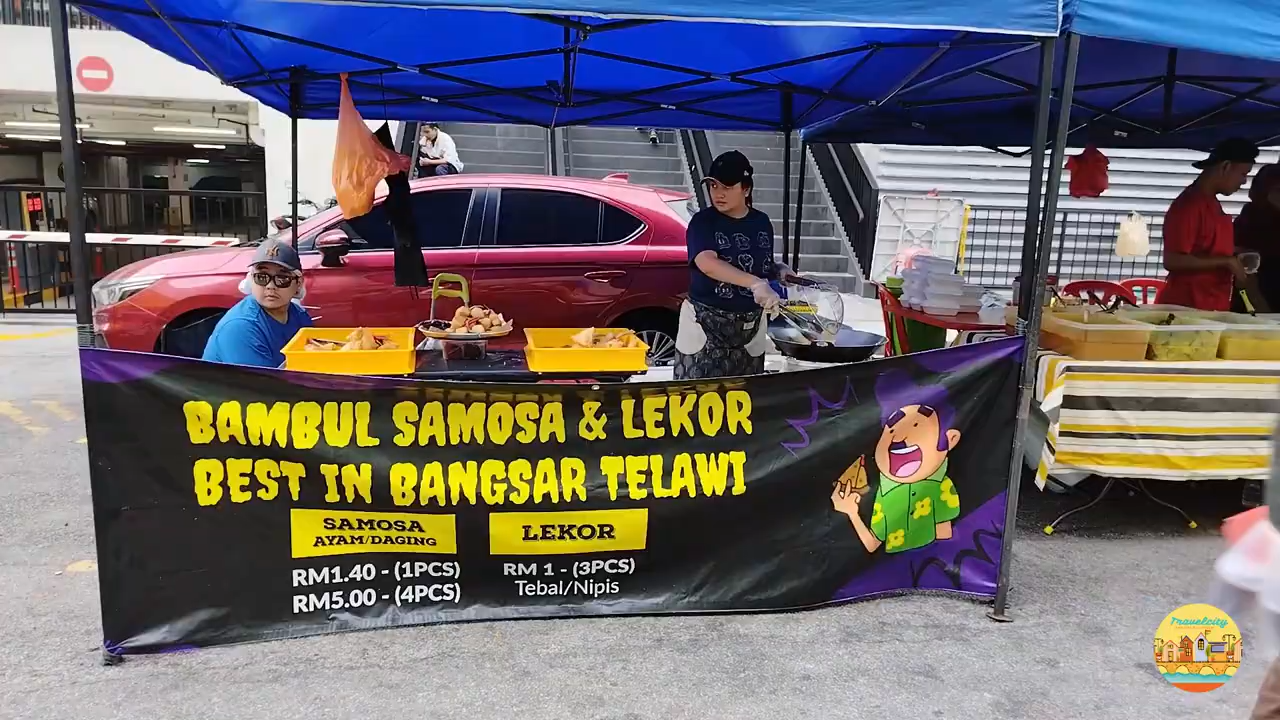 BAMBUL SAMOSA & LEKOR
BEST IN BANGSAR TELAWI
SAMOSA
AYAM/DAGING
RM1.40 - (1PCS)
RM5.00 - (4PCS)
LEKOR
RM 1 - (3PCS)
Tebal/Nipis
Travelcity